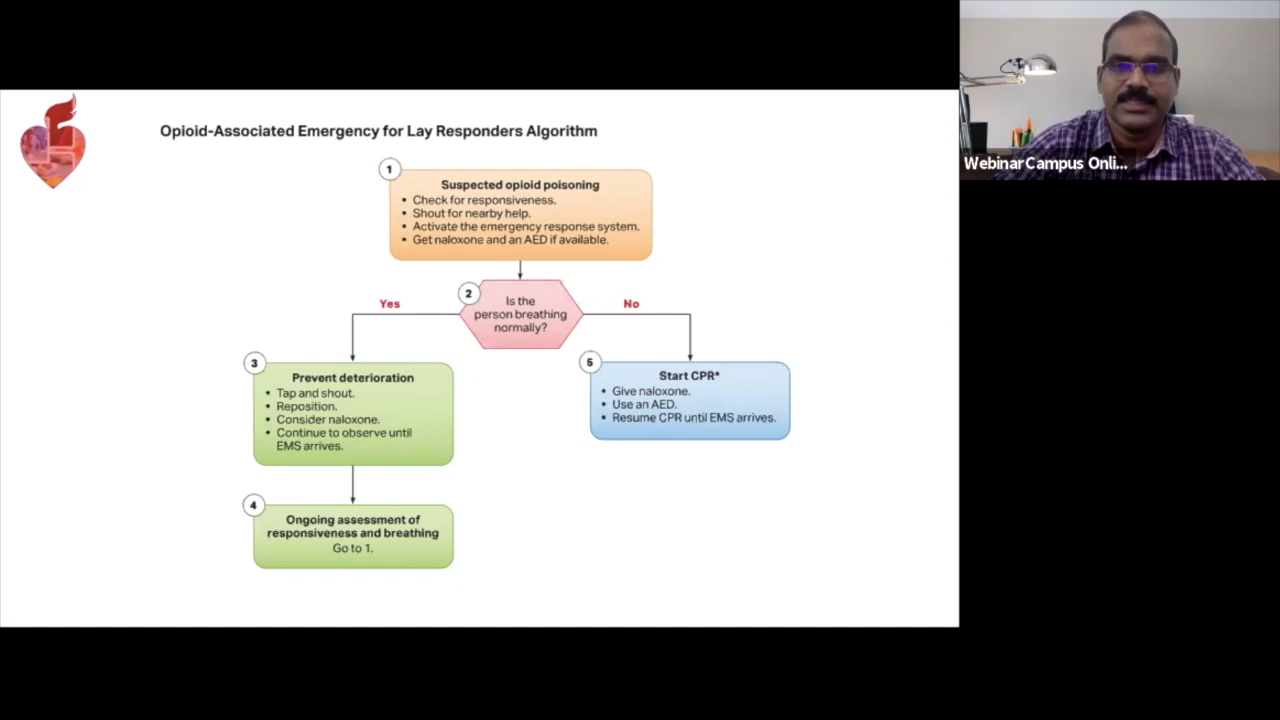 WebinarCampus Onli...
Opioid-Associated Emergency for Lay Responders Algorithm
1
Suspected opioid poisoning
• Check for responsiveness.
• Shout for nearby help.
• Activate the emergency response system.
• Get naloxone and an AED if available.
2
Is the
person breathing
normally?
Yes
No
3
Prevent deterioration
• Tap and shout.
• Reposition.
• Consider naloxone.
• Continue to observe until
EMS arrives.
4
Ongoing assessment of
responsiveness and breathing
Go to 1.
5
Start CPR*
• Give naloxone.
• Use an AED.
• Resume CPR until EMS arrives.